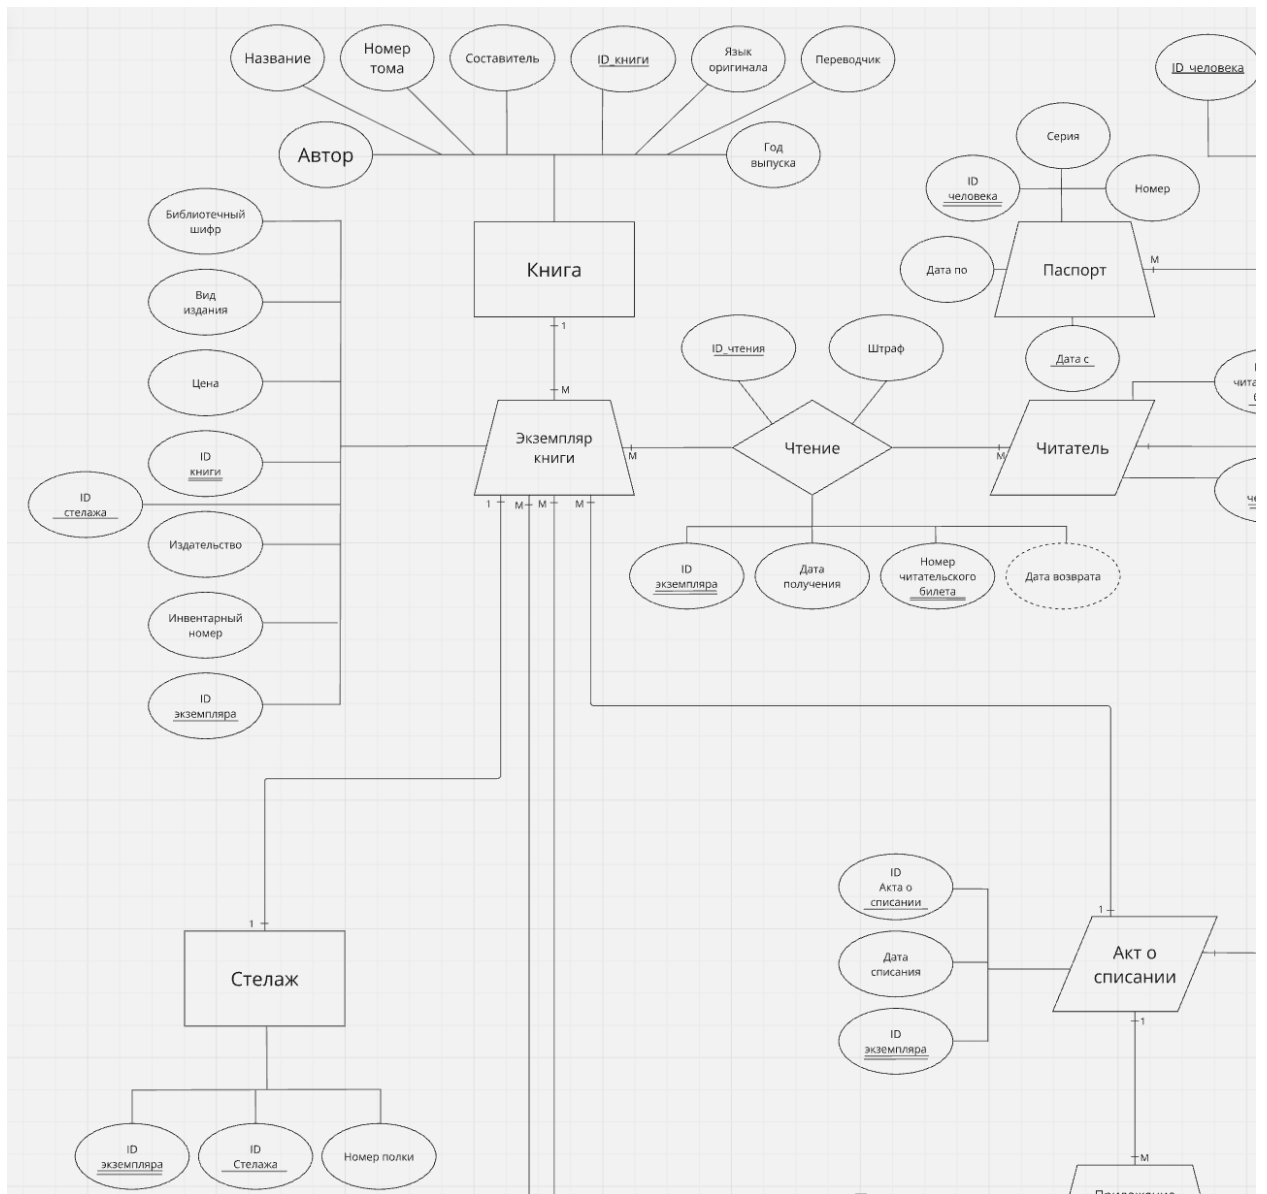 Название
Номер
тома
Составитель
ID_книги
Язык
оригинала
Переводчик
ID_человека
Автор
Год
выпуска
Серия
ID
человека
Номер
Библиотечный
шифр
Книга
Дата по
Паспорт
М
Вид
издания
1
ID_чтения
Штраф
Дата с
Цена
М
чита
Экземпляр
книги
М
Чтение
М
Читатель
ID
книги
ID
стелажа
1
М
М
М
Издательство
ID
экземпляра
Дата
получения
Номер
читательского
билета
Дата возврата
Инвентарный
номер
ID
экземпляра
ID
Акта о
списании
1
1
Стелаж
Дата
списания
Акт о
списании
ID
экземпляра
1
ID
экземпляра
ID
Стелажа
Номер полки
М